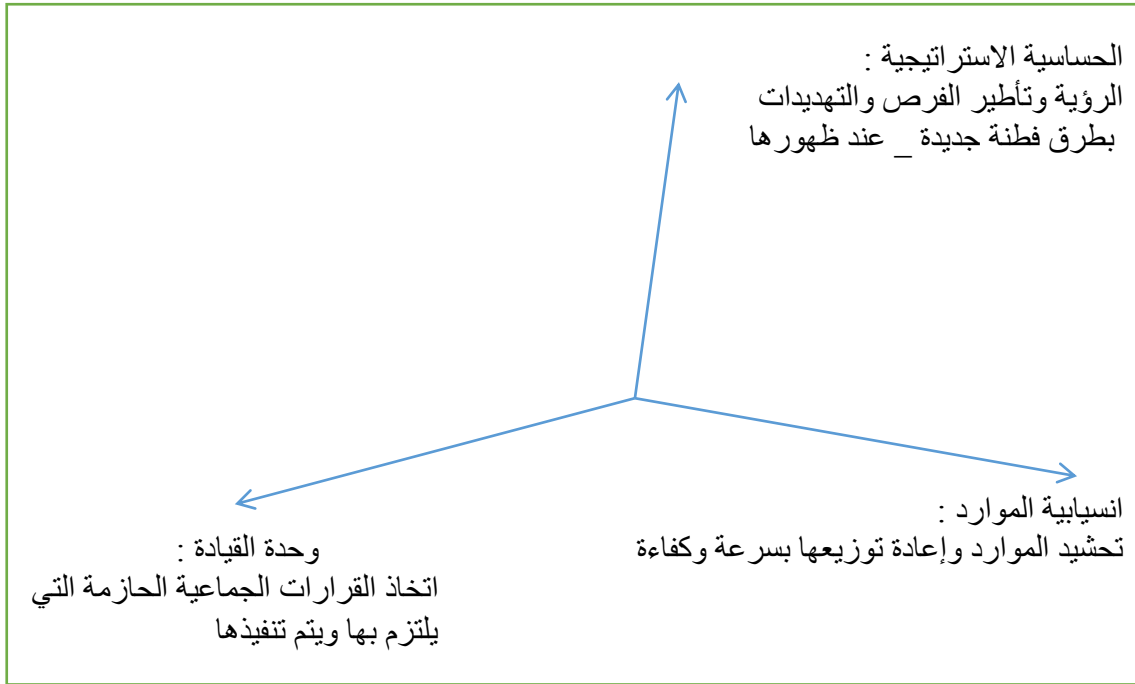 الحساسية الاستراتيجية :
الرؤية وتأطير الفرص والتهديدات
بطرق فطنة جديدة _ عند ظهورها
انسيابية الموارد :
تحشيد الموارد وإعادة توزيعها بسرعة وكفاءة
وحدة القيادة :
اتخاذ القرارات الجماعية الحازمة التي
يلتزم بها ويتم تنفيذها